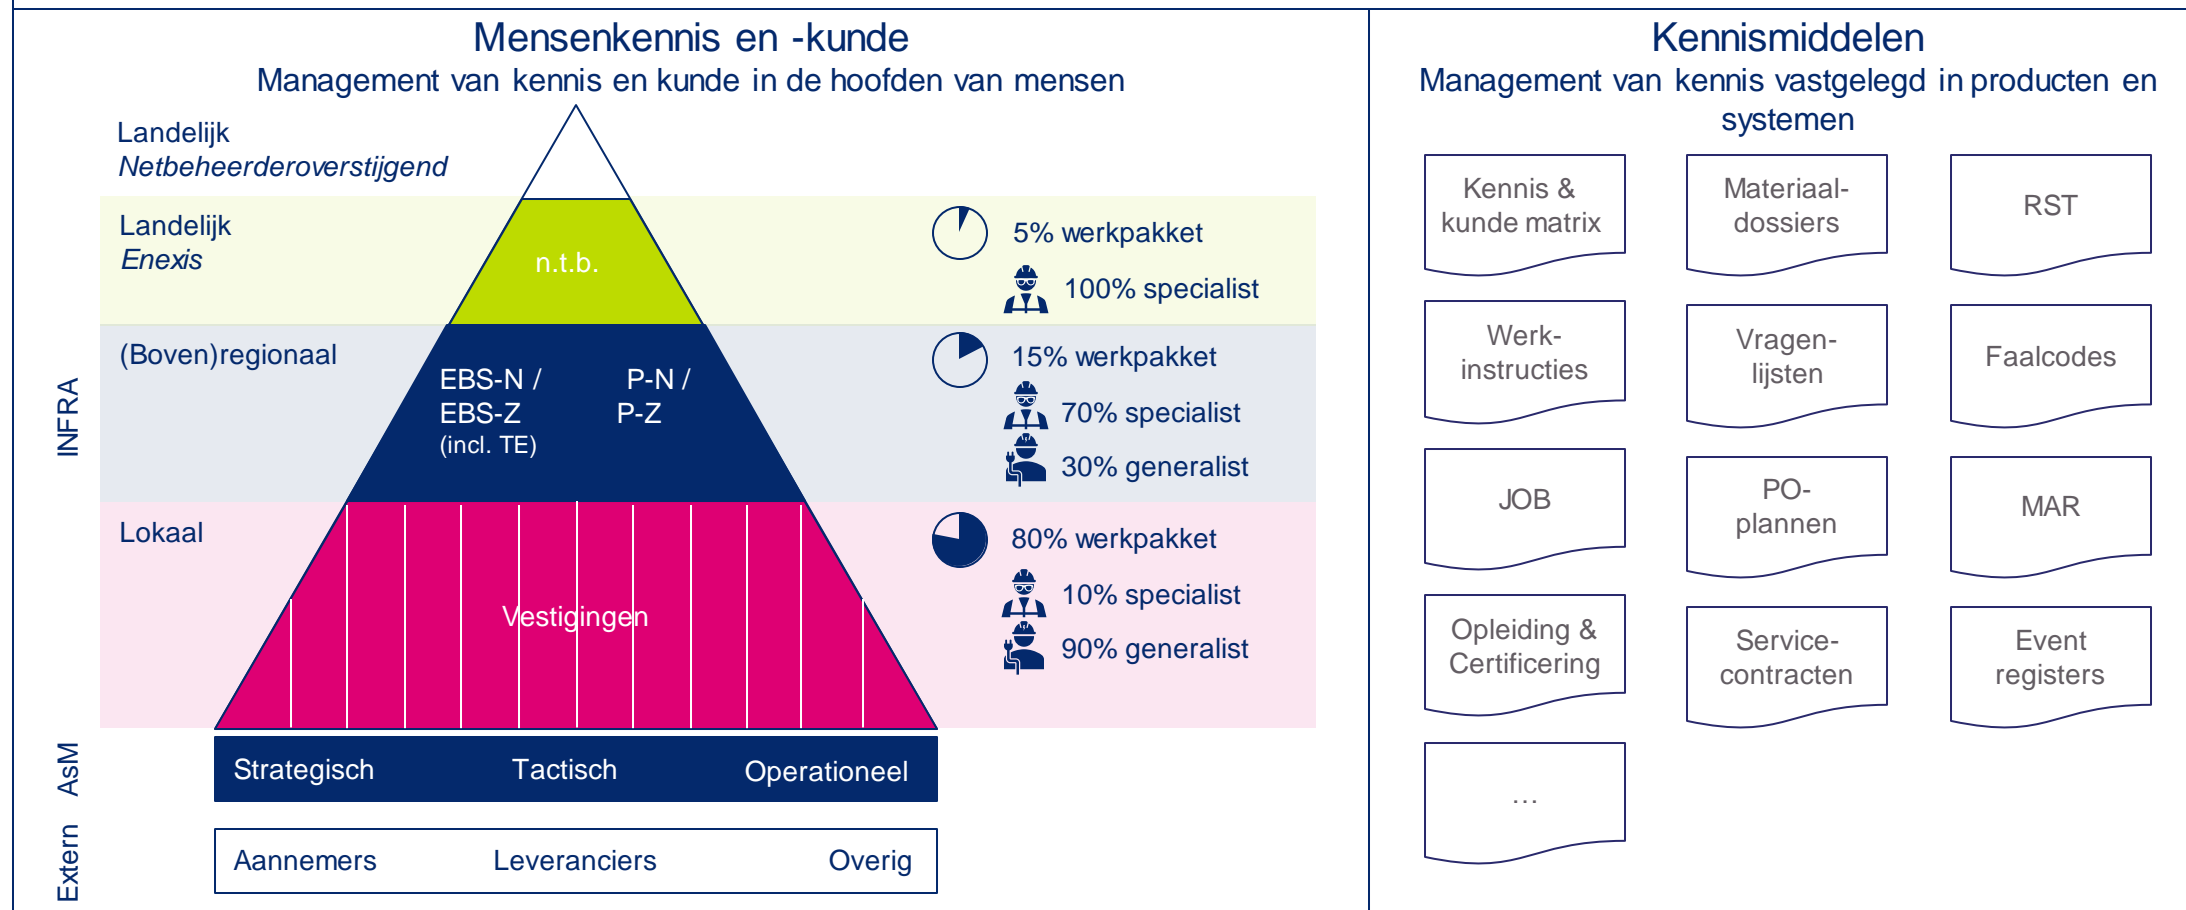 Mensenkennis en -kunde
Management van kennis en kunde in de hoofden van mensen
Landelijk
Netbeheerderoverstijgend
Landelijk
Enexis
n.t.b.
5% werkpakket
100% specialist
INFRA
(Boven)regionaal
EBS-N /
EBS-Z
(incl. TE)
P-N /
P-Z
15% werkpakket
70% specialist
30% generalist
Lokaal
Vestigingen
80% werkpakket
10% specialist
90% generalist
AsM
Strategisch
Tactisch
Operationeel
Extern
Aannemers
Leveranciers
Overig
Kennismiddelen
Management van kennis vastgelegd in producten en
systemen
Kennis &
kunde matrix
Materiaal-
dossiers
RST
Werk-
instructies
Vragen-
lijsten
Faalcodes
JOB
PO-
plannen
MAR
Opleiding &
Certificering
Service-
contracten
Event
registers
…